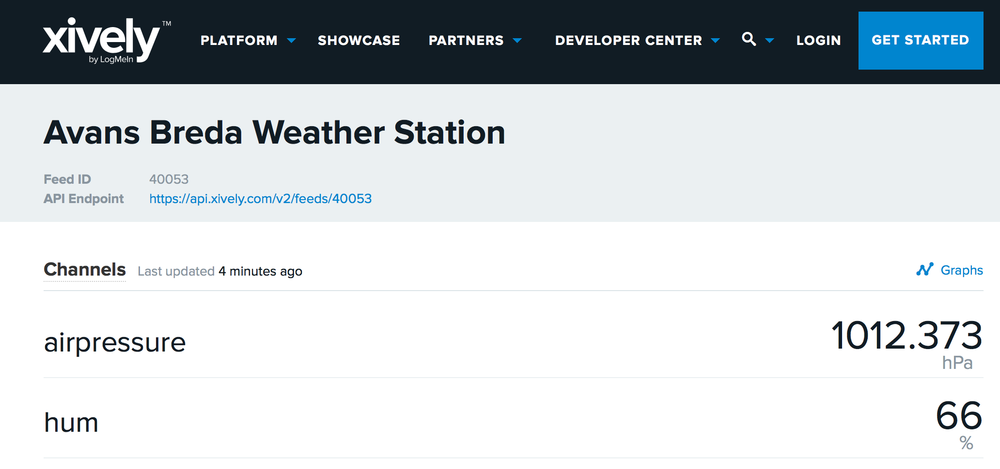 xively™
by LogMeIn
PLATFORM SHOWCASE PARTNERS DEVELOPER CENTER LOGIN GET STARTED
Avans Breda Weather Station
Feed ID 40053
API Endpoint https://api.xively.com/v2/feeds/40053
Channels Last updated 4 minutes ago Graphs
airpressure 1012.373
hPa
hum 66
%